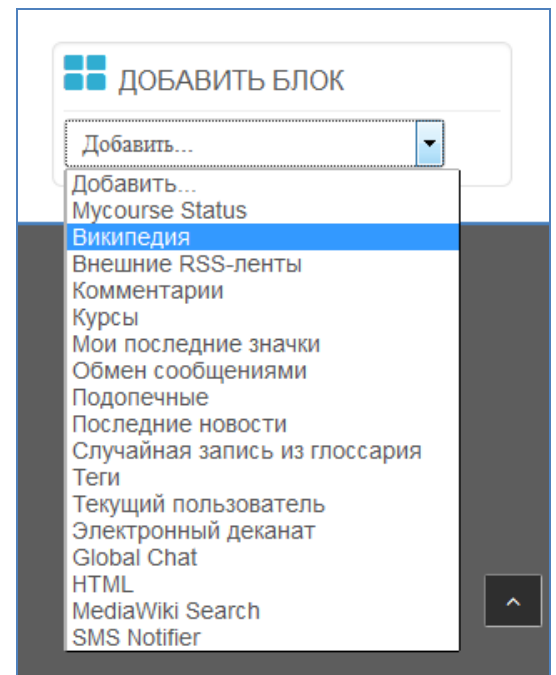 ДОБАВИТЬ БЛОК
Добавить...
Добавить...
Mycourse Status
Википедия
Внешние RSS-ленты
Комментарии
Курсы
Мои последние значки
Обмен сообщениями
Подопечные
Последние новости
Случайная запись из глоссария
Теги
Текущий пользователь
Электронный деканат
Global Chat
HTML
MediaWiki Search
SMS Notifier